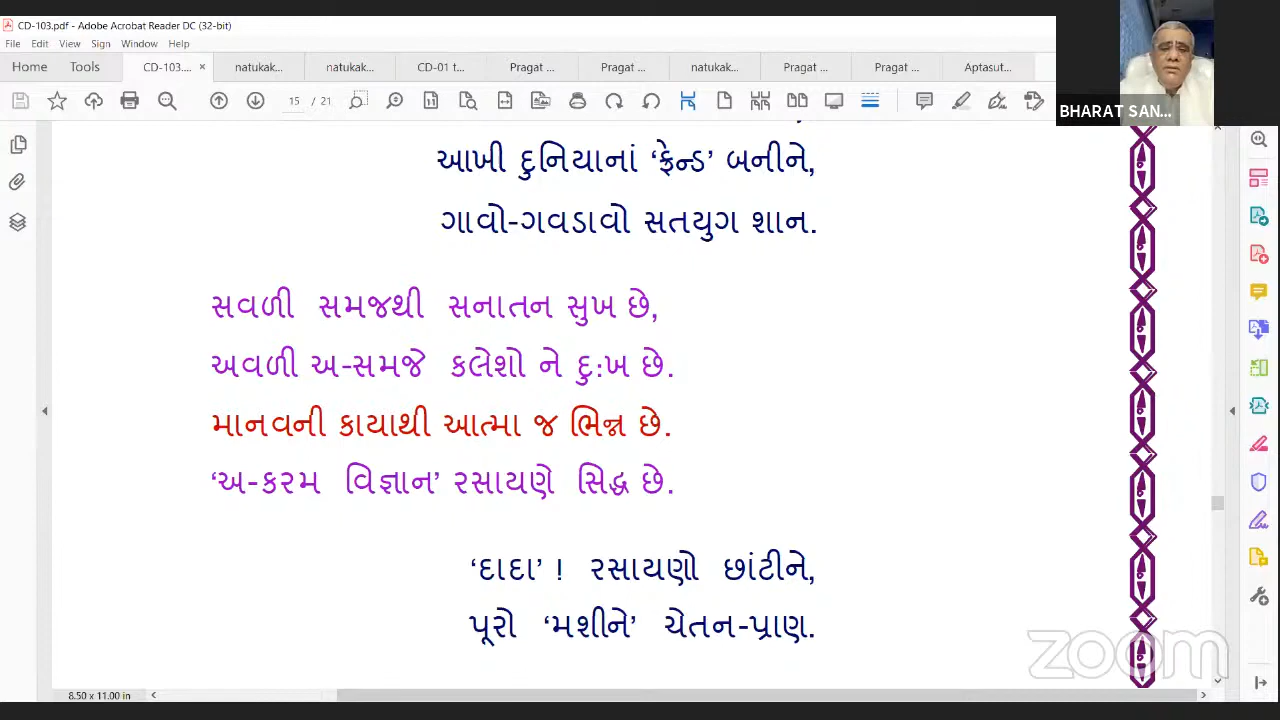 CD-103.pdf - Adobe Acrobat Reader DC (32-bit)
File Edit View Sign Window Help
Home Tools CD-103... × natukak... natukak... CD-01 1 Pragat ... Pragat ... natukak... Pragat ... Pragat ... Aptasut...
15 / 21
BHARAT SAN...
આખી દુનિયાનાં ‘ફ્રેન્ડ’ બનીને,
ગાવો-ગવડાવો સતયુગ શાન.
સવળી સમજથી સનાતન સુખ છે,
અવળી અ-સમજે કલેશો ને દુઃખ છે.
માનવની કાયાથી આત્મા જ ભિન્ન છે.
‘અ-કરમ વિજ્ઞાન’ રસાયણે સિદ્ધ છે.
‘દાદા’ ! રસાયણો છાંટીને,
પૂરો ‘મશીને’ ચેતન-પ્રાણ.
zoom
8.50 x 11.00 in